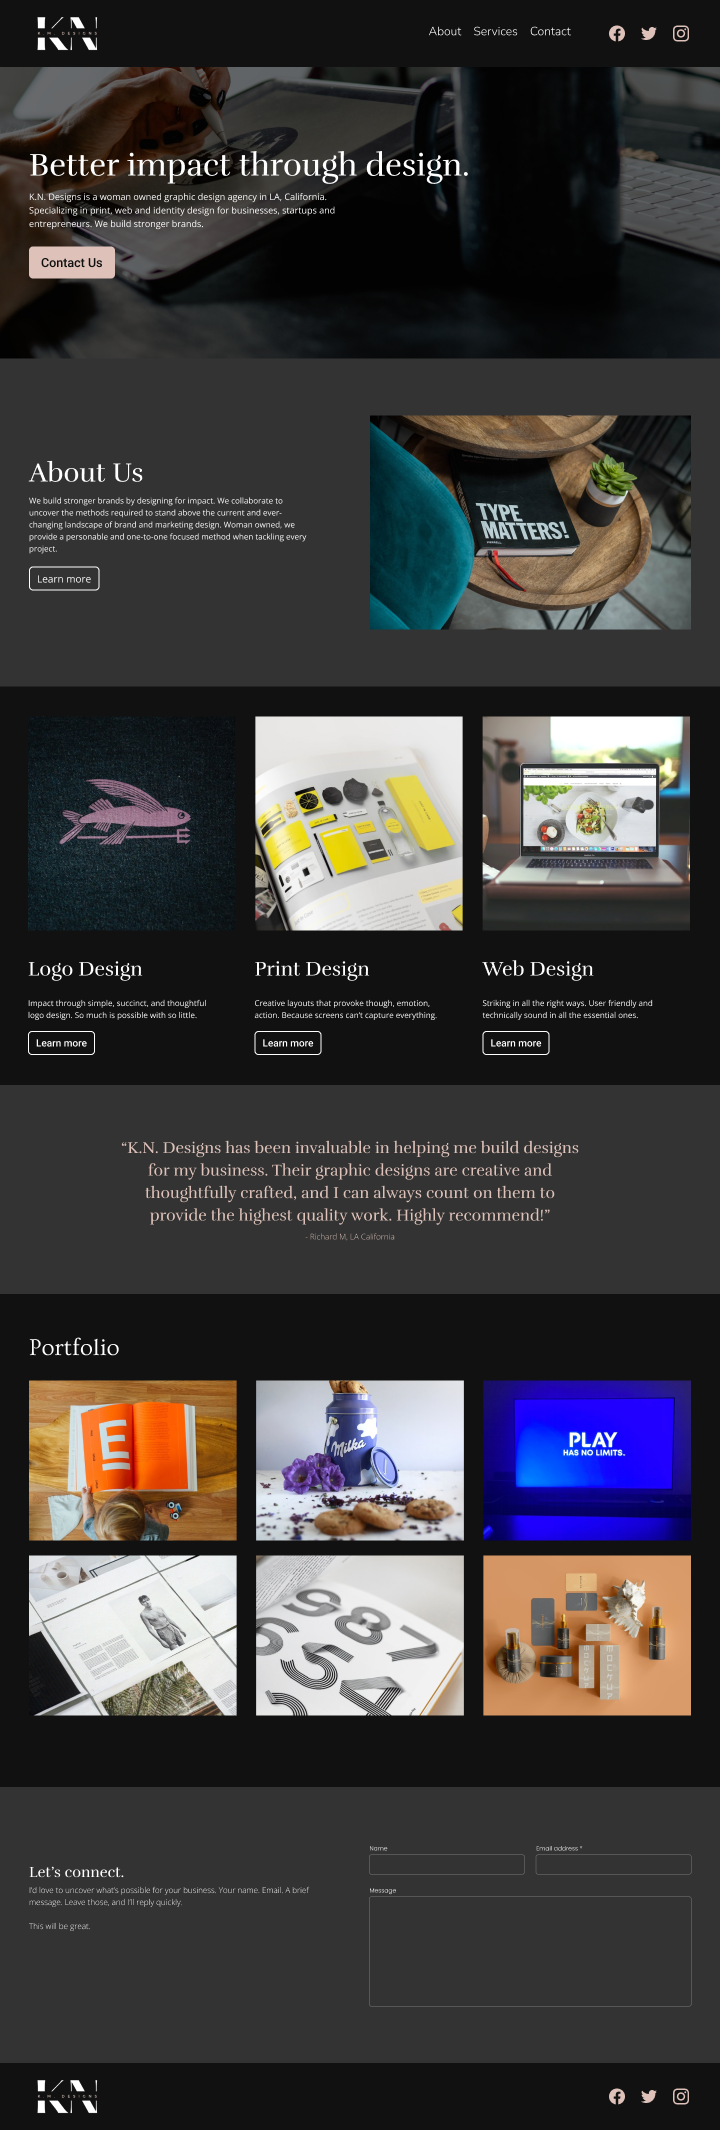 KN
K.N. DESIGNS
About Services Contact
Better impact through design.
K.N. Designs is a woman owned graphic design agency in LA, California.
Specializing in print, web and identity design for businesses, startups and
entrepreneurs. We build stronger brands.
Contact Us
About Us
We build stronger brands by designing for impact. We collaborate to
uncover the methods required to stand above the current and ever-
changing landscape of brand and marketing design. Woman owned, we
provide a personable and one-to-one focused method when tackling every
project.
Learn more
TYPE
MATTERS!
Logo Design
Print Design
Web Design
Impact through simple, succinct, and thoughtful
logo design. So much is possible with so little.
Creative layouts that provoke though, emotion,
action. Because screens can't capture everything.
Striking in all the right ways. User friendly and
technically sound in all the essential ones.
Learn more
Learn more
Learn more
“K.N. Designs has been invaluable in helping me build designs
for my business. Their graphic designs are creative and
thoughtfully crafted, and I can always count on them to
provide the highest quality work. Highly recommend!”
- Richard M. LA California
Portfolio
E
Milka
PLAY
HAS NO LIMITS.
Let’s connect.
I'd love to uncover what's possible for your business. Your name. Email. A brief
message. Leave those, and I'll reply quickly.
This will be great.
Name
Email address *
Message
KN
K.N. DESIGNS